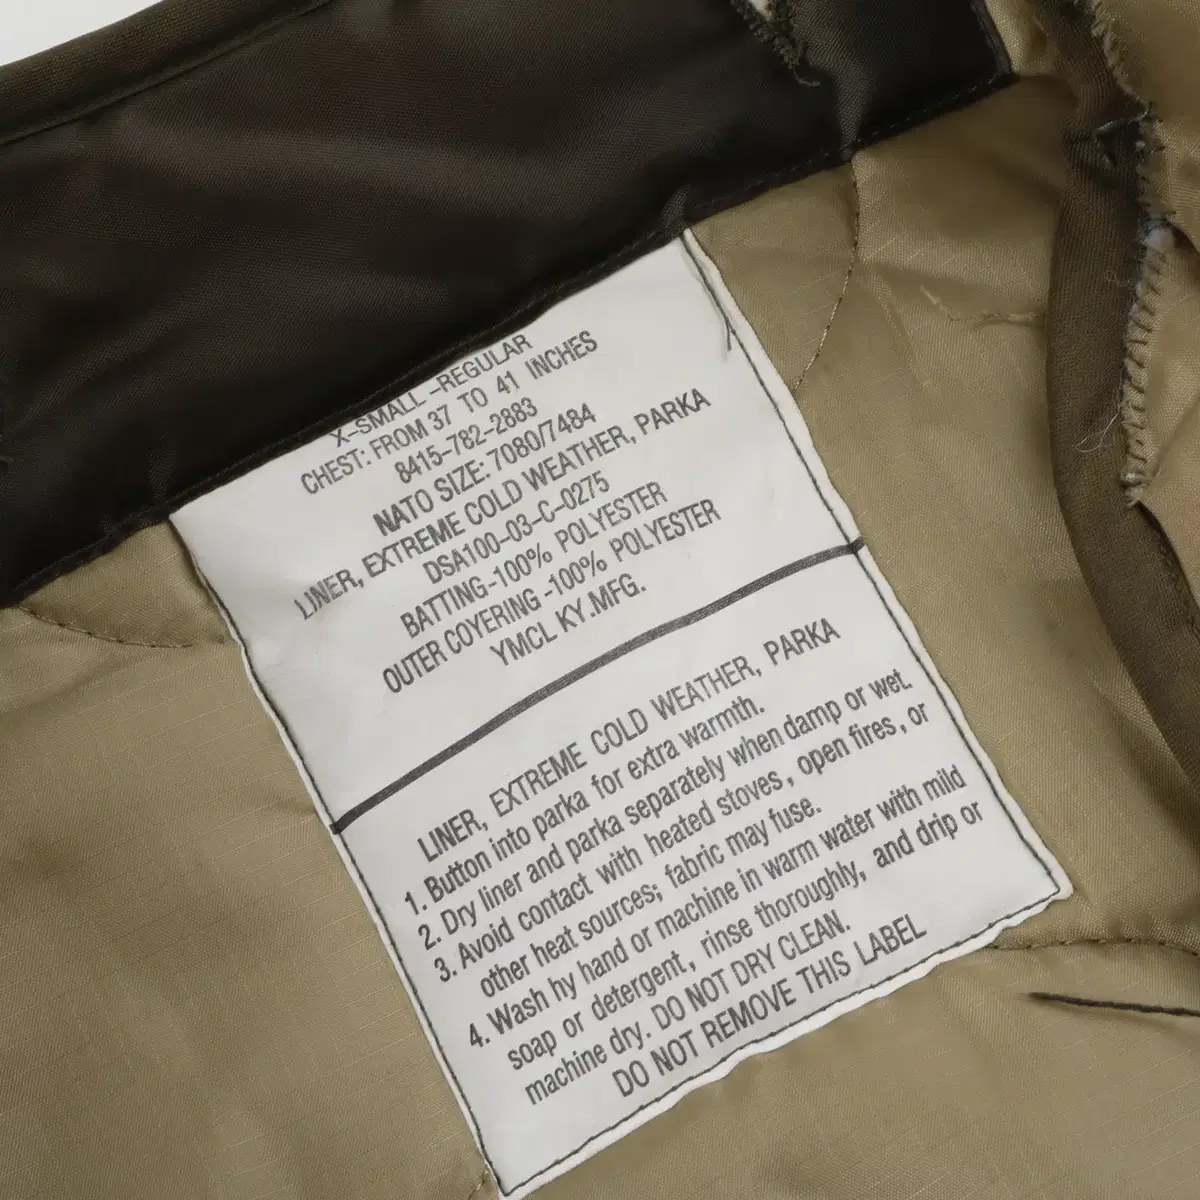 X-SMALL-REGULAR
CHEST: FROM 37 TO 41 INCHES
8415-782-2883
NATO SIZE: 7080/7484
LINER, EXTREME COLD WEATHER, PARKA
DSA100-03-C-0275
BATTING-100% POLYESTER
OUTER COYERING -100% POLYESTER
YMCL KY.MFG.
LINER, EXTREME COLD WEATHER, PARKA
1. Button into parka for extra warmth.
2. Dry liner and parka separately when damp or wet.
3. Avoid contact with heated stoves, open fires, or
other heat sources; fabric may fuse.
4. Wash hy hand or machine in warm water with mild
soap or detergent, rinse thoroughly, and drip or
machine dry. DO NOT DRY CLEAN.
DO NOT REMOVE THIS LABEL